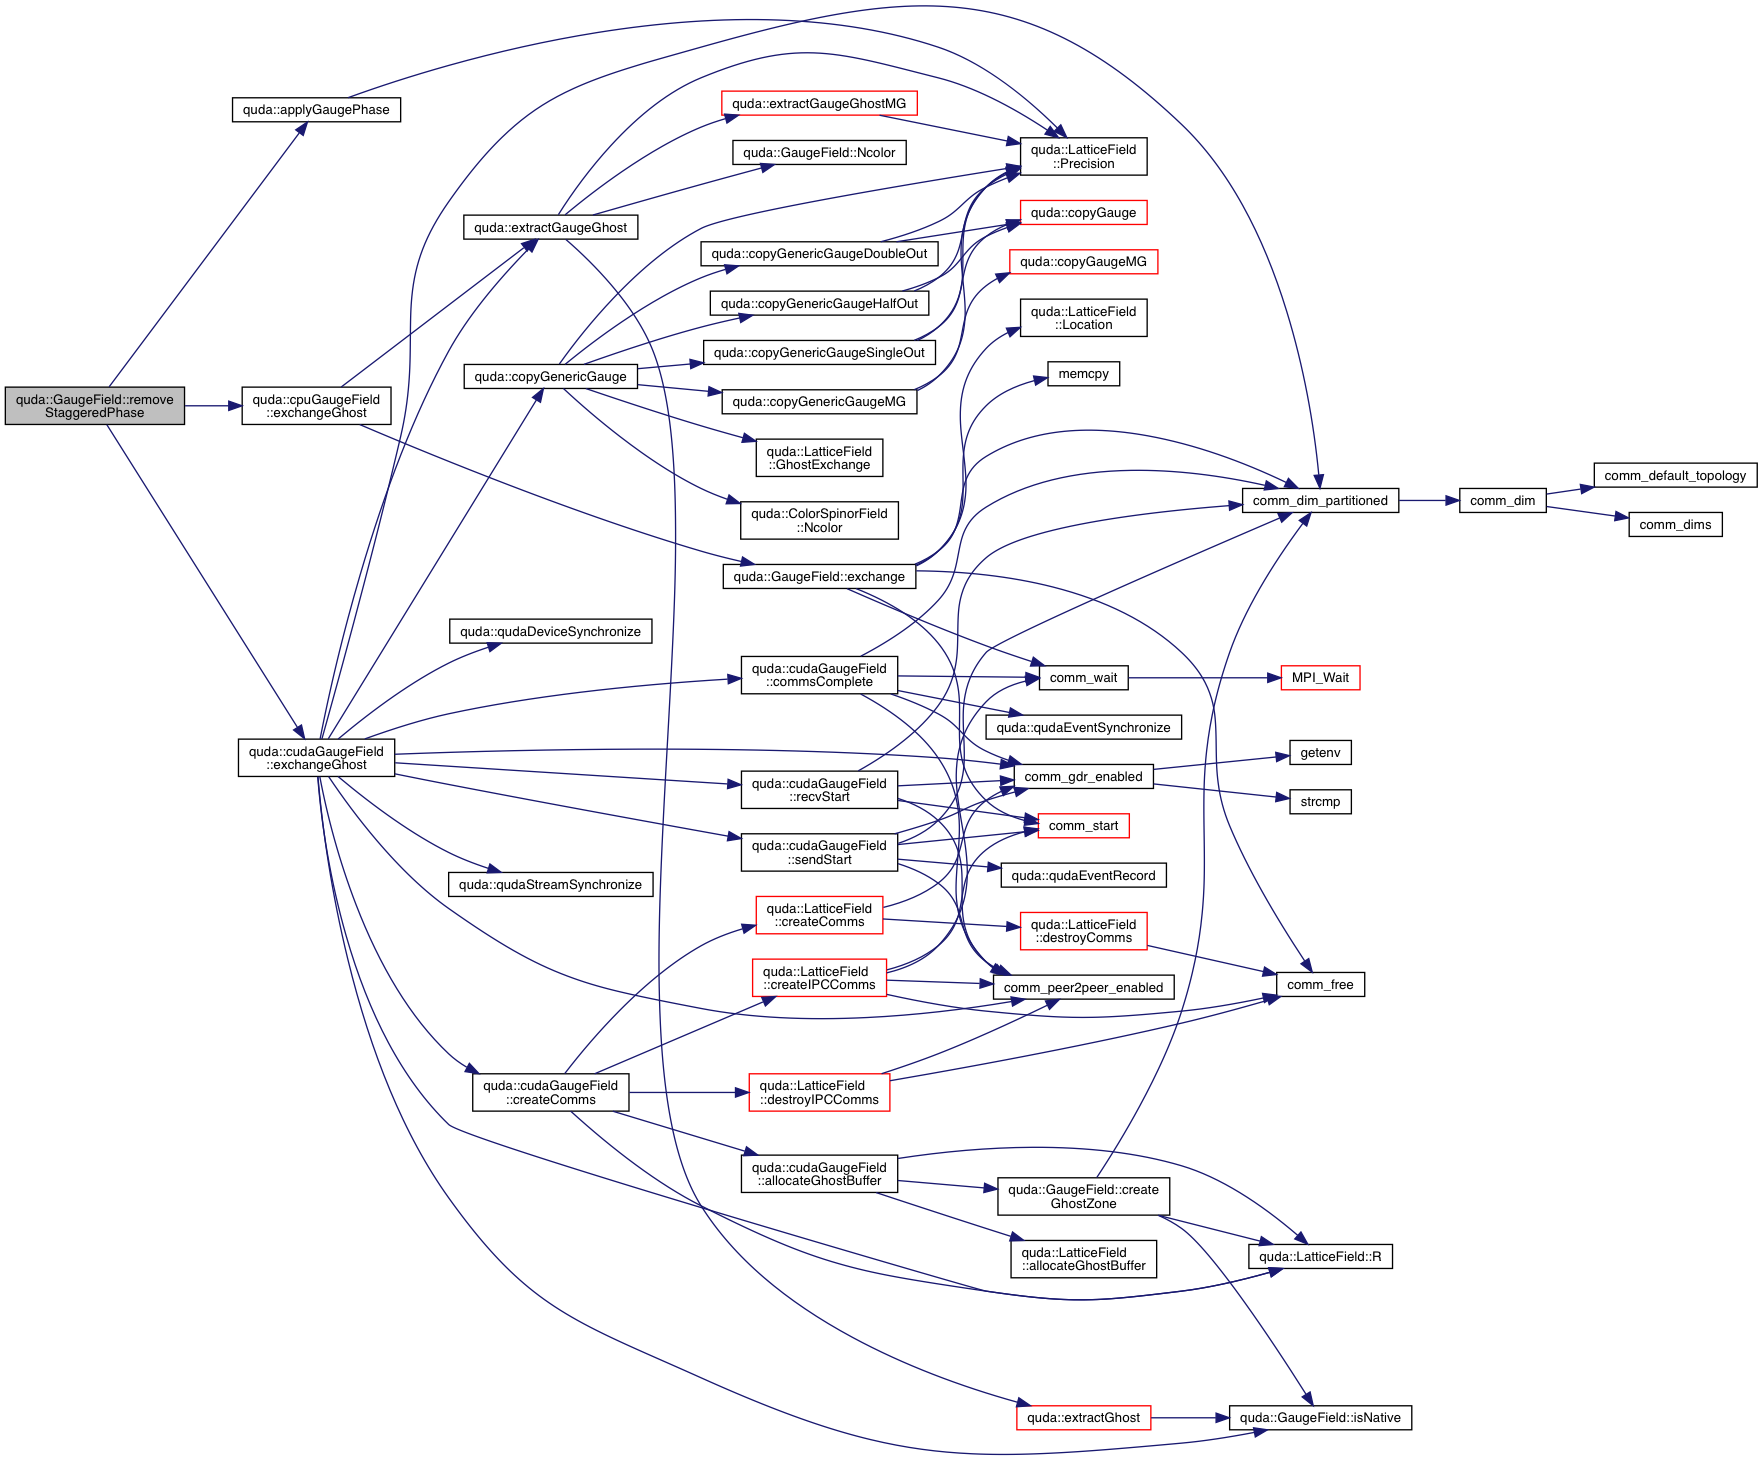 quda::GaugeField::remove
StaggeredPhase
quda::applyGaugePhase
quda::cpuGaugeField
::exchangeGhost
quda::cudaGaugeField
::exchangeGhost
quda::extractGaugeGhost
quda::copyGenericGauge
quda::qudaDeviceSynchronize
quda::qudaStreamSynchronize
quda::cudaGaugeField
::createComms
quda::extractGaugeGhostMG
quda::GaugeField::Ncolor
quda::copyGenericGaugeDoubleOut
quda::copyGenericGaugeHalfOut
quda::copyGenericGaugeSingleOut
quda::copyGenericGaugeMG
quda::LatticeField
::GhostExchange
quda::ColorSpinorField
::Ncolor
quda::GaugeField::exchange
quda::cudaGaugeField
::commsComplete
quda::cudaGaugeField
::recvStart
quda::cudaGaugeField
::sendStart
quda::LatticeField
::createComms
quda::LatticeField
::createIPCComms
quda::LatticeField
::destroyIPCComms
quda::cudaGaugeField
::allocateGhostBuffer
quda::LatticeField
::Precision
quda::copyGauge
quda::copyGaugeMG
quda::LatticeField
::Location
memcpy
comm_wait
quda::qudaEventSynchronize
comm_gdr_enabled
comm_start
quda::qudaEventRecord
quda::LatticeField
::destroyComms
comm_peer2peer_enabled
quda::GaugeField::create
GhostZone
quda::LatticeField
::allocateGhostBuffer
quda::extractGhost
comm_dim_partitioned
MPI_Wait
getenv
strcmp
comm_free
quda::LatticeField::R
quda::GaugeField::isNative
comm_dim
comm_default_topology
comm_dims